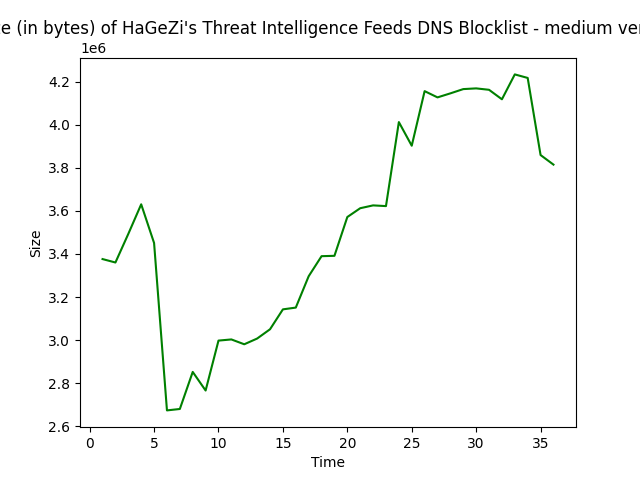 e (in bytes) of HaGeZi's Threat Intelligence Feeds DNS Blocklist - medium ver
1e6
4.2
4.0
3.8
3.6
3.4
3.2
3.0
2.8
2.6
Size
0 5 10 15 20 25 30 35
Time